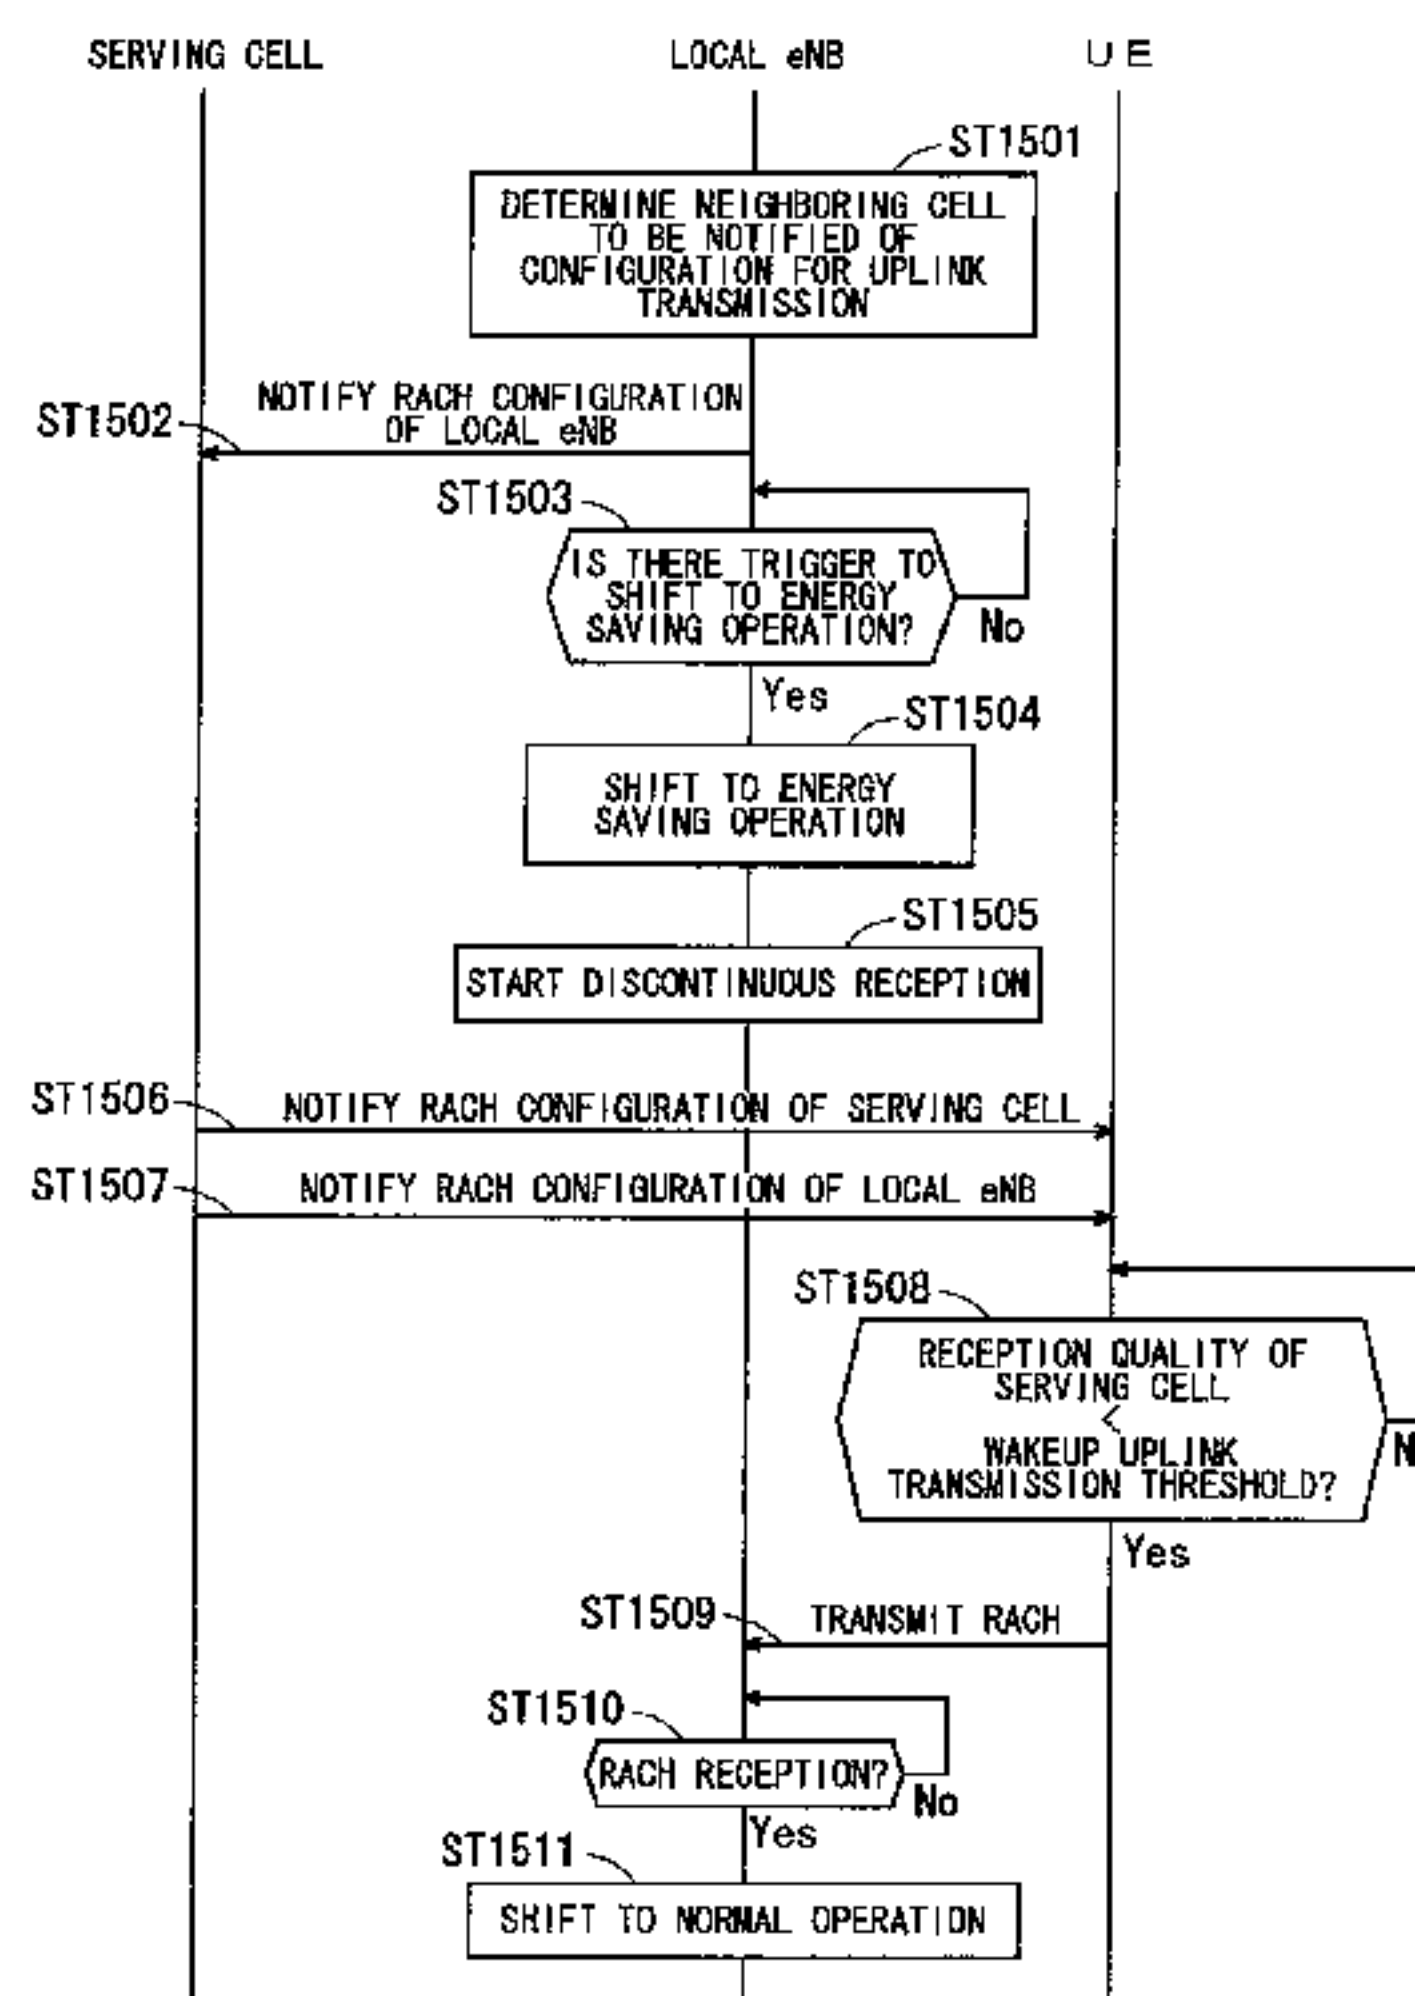 SERVING CELL
LOCAL eNB
UE
ST1501
DETERMINE NEIGHBORING CELL
TO BE NOTIFIED OF
CONFIGURATION FOR UPLINK
TRANSMISSION
NOTIFY RACH CONFIGURATION
OF LOCAL eNB
ST1502
ST1503
IS THERE TRIGGER TO
SHIFT TO ENERGY
SAVING OPERATION?
No
Yes
ST1504
SHIFT TO ENERGY
SAVING OPERATION
ST1505
START DISCONTINUOUS RECEPTION
ST1506
NOTIFY RACH CONFIGURATION OF SERVING CELL
ST1507
NOTIFY RACH CONFIGURATION OF LOCAL eNB
ST1508
RECEPTION QUALITY OF
SERVING CELL
<
WAKEUP UPLINK
TRANSMISSION THRESHOLD?
N
Yes
ST1509
TRANSMIT RACH
ST1510
RACH RECEPTION?
No
Yes
ST1511
SHIFT TO NORMAL OPERATION